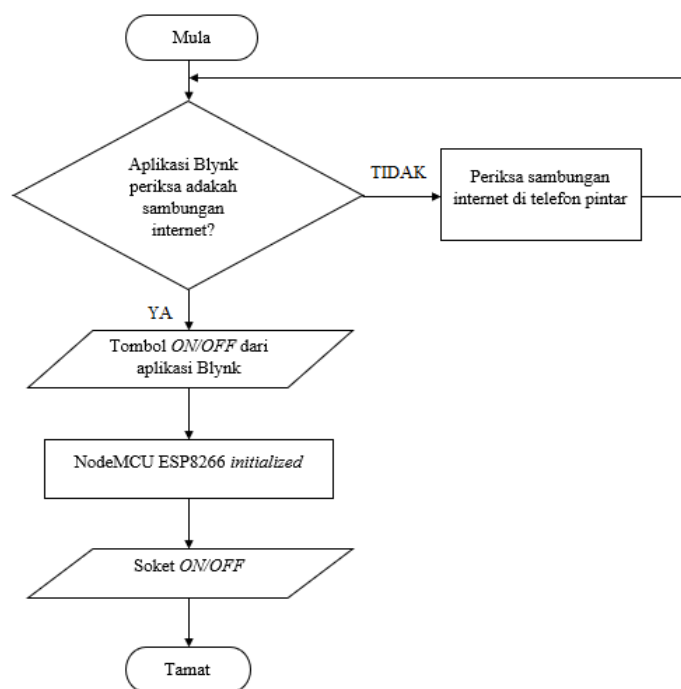 Mula
Aplikasi Blynk
periksa adakah
sambungan
internet?
TIDAK
Periksa sambungan
internet di telefon pintar
YA
Tombol ON/OFF dari
aplikasi Blynk
NodeMCU ESP8266 initialized
Soket ON/OFF
Tamat